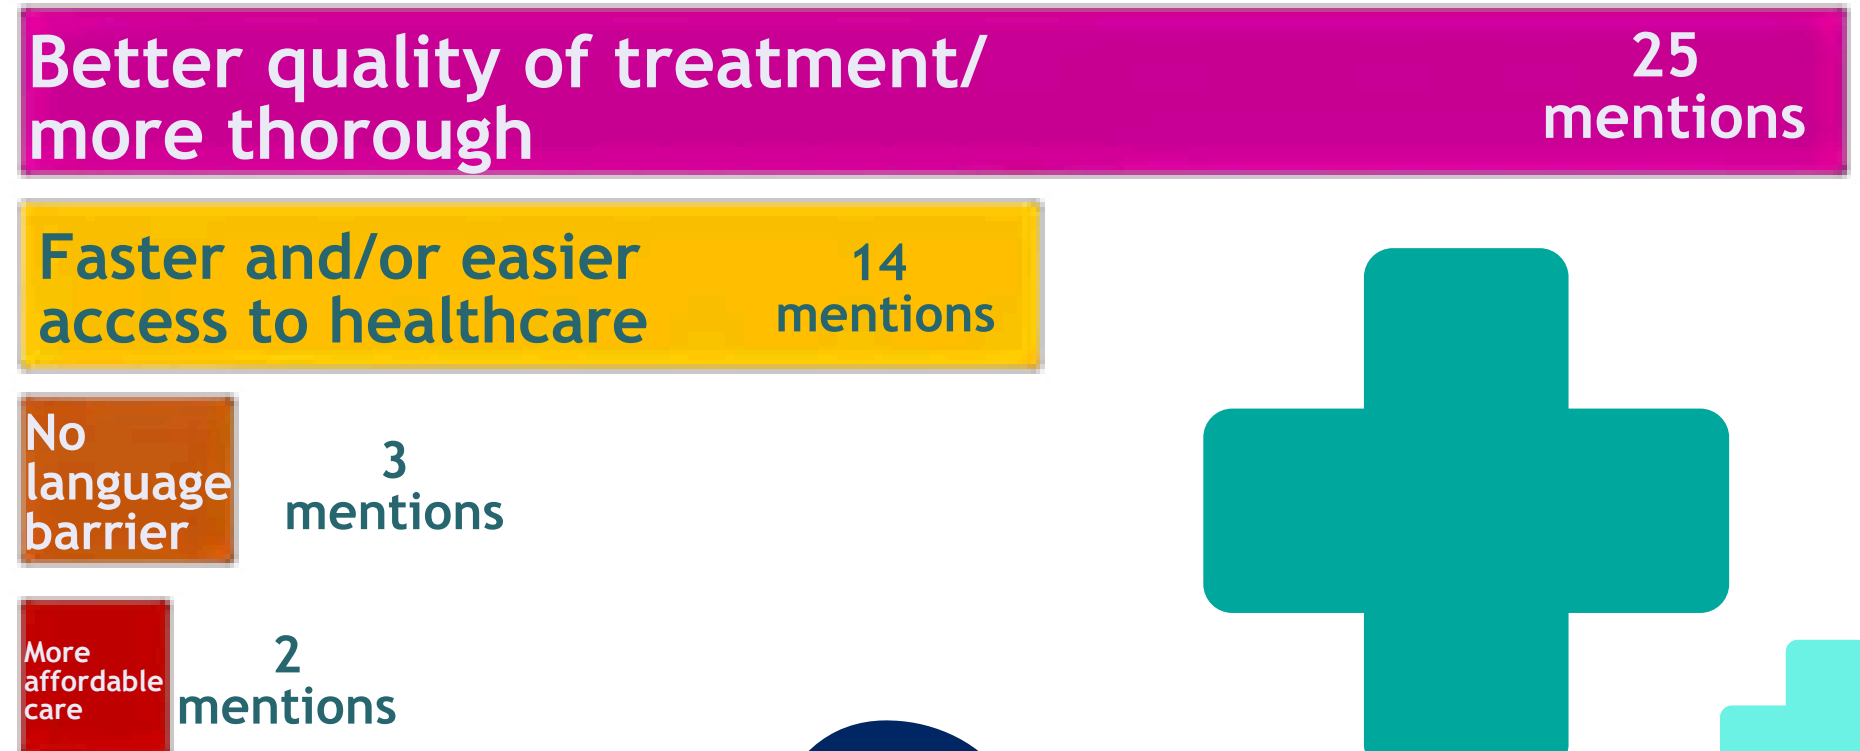 Better quality of treatment/
more thorough
25
mentions
Faster and/or easier
access to healthcare
14
mentions
No
language
barrier
3
mentions
More
affordable
care
2
mentions